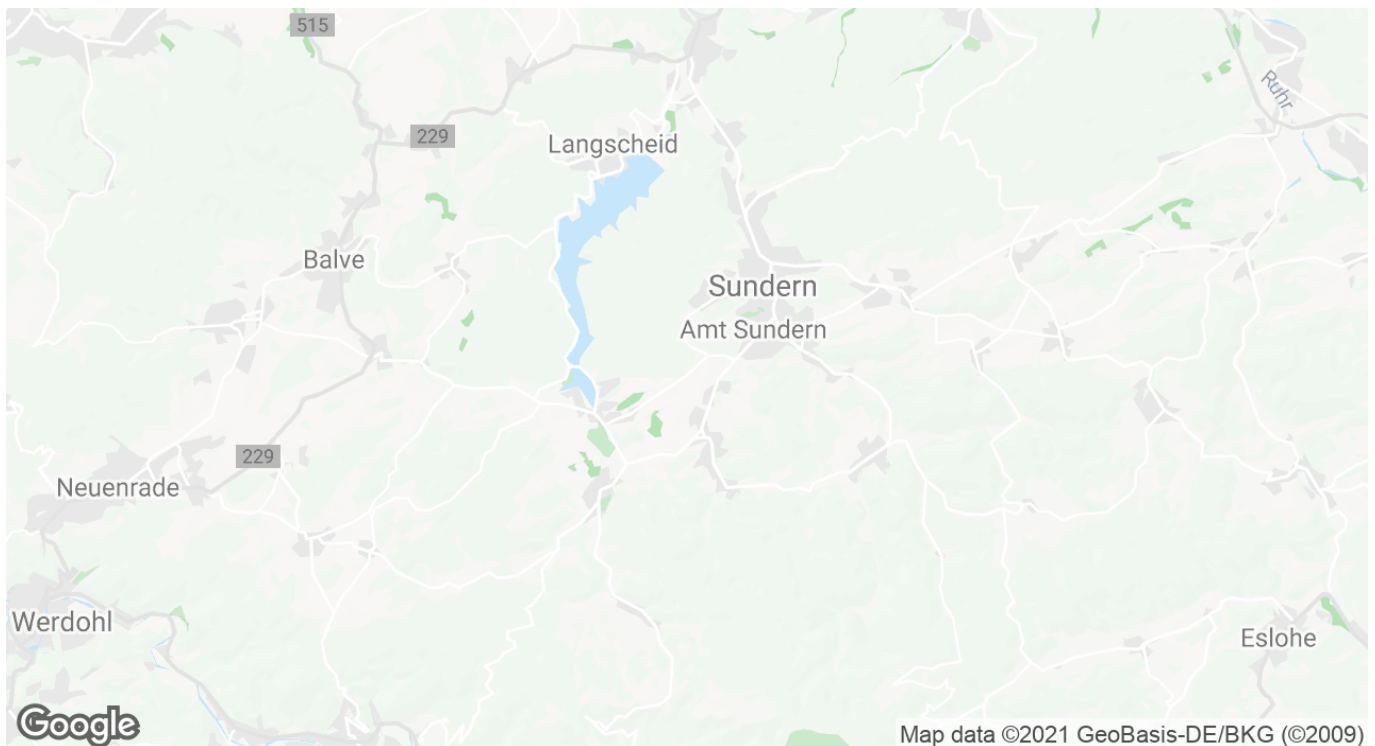 515
Ruhr
229
Langscheid
Balve
Sundern
Amt Sundern
229
Neuenrade
Werdohl
Eslohe
Google
Map data ©2021 GeoBasis-DE/BKG (©2009)